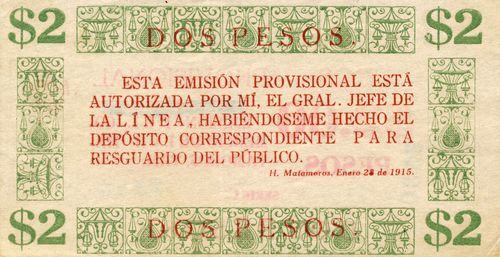 $2 DOS PESOS. $2
ESTA EMISIÓN PROVISIONAL ESTÁ
AUTORIZADA POR MÍ, EL GRAL. JEFE DE
LA LÍNEA, HABIÉNDOSEME HECHO EL
DEPÓSITO CORRESPONDIENTE PARA
RESGUARDO DEL PÚBLICO.
H. Matamoros, Enero 28 de 1915.
$2 DOS PESOS. $2